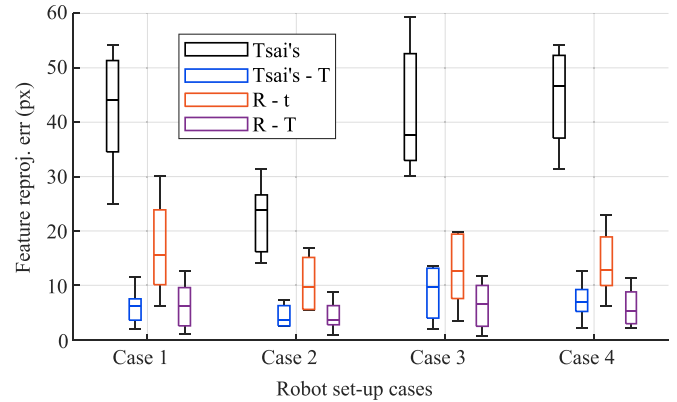 60
50
40
30
20
10
0
Feature reproj. err (px)
Tsai's
Tsai's - T
R - t
R - T
Case 1
Case 2
Case 3
Case 4
Robot set-up cases